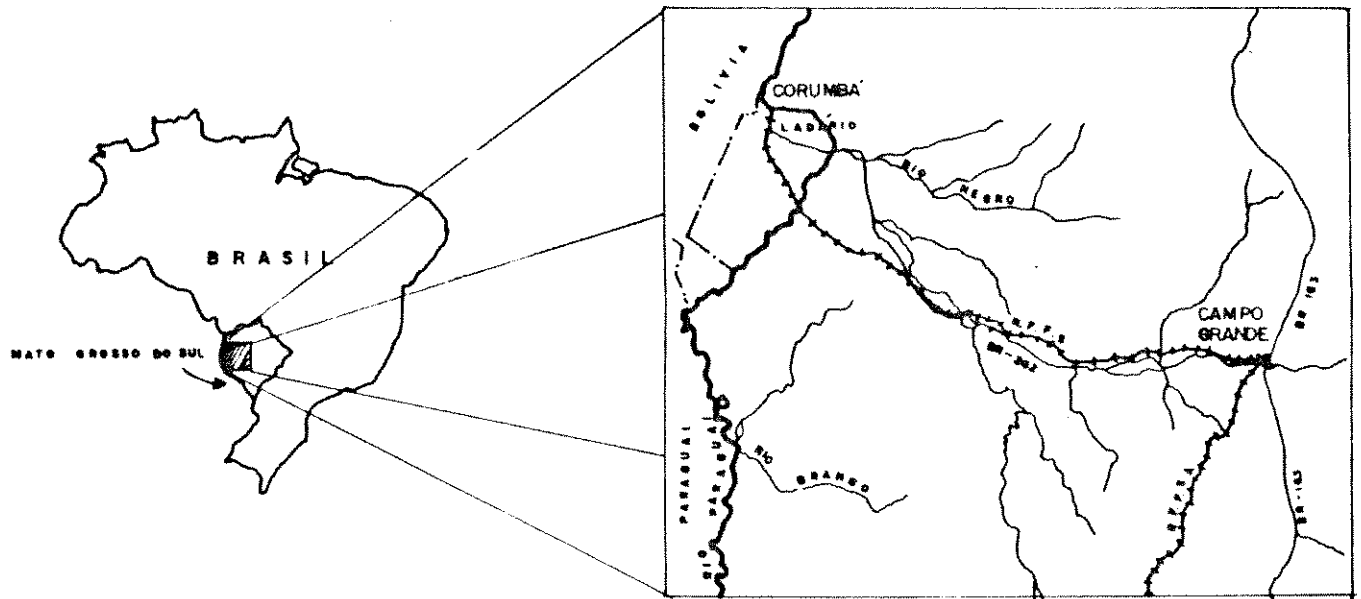 BRASIL
MATO GROSSO DO SUL
BOLIVIA
CORUMBÁ
LADÁRIO
RIO NEGRO
CAMPO
GRANDE
BR-163
R.F.F.S
BR-262
PARAGUAI
RIO PARAGUAI
RIO BRANCO
R.F.F.S.A
BR-163